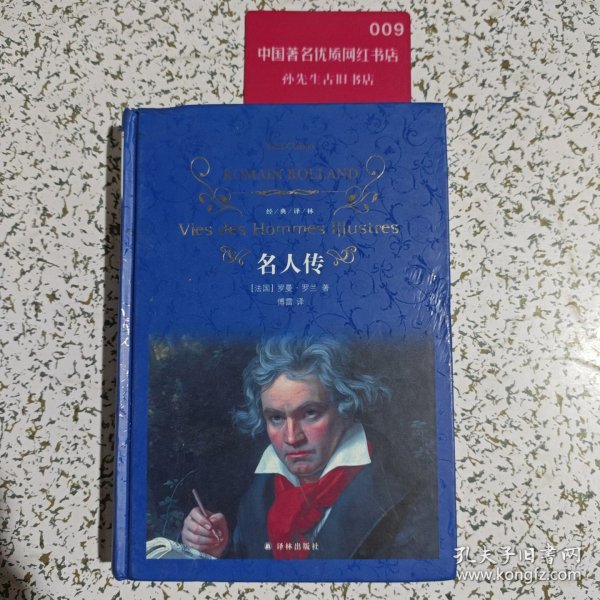 009
中国著名优质网红书店
孙先生古旧书店
ROMAIN ROLLAND
经/典/译/林
Vies des Hommes Illustres
名人传
[法国] 罗曼·罗兰 著
傅雷 译
译林出版社
孔夫子旧书网
www.kongfz.com